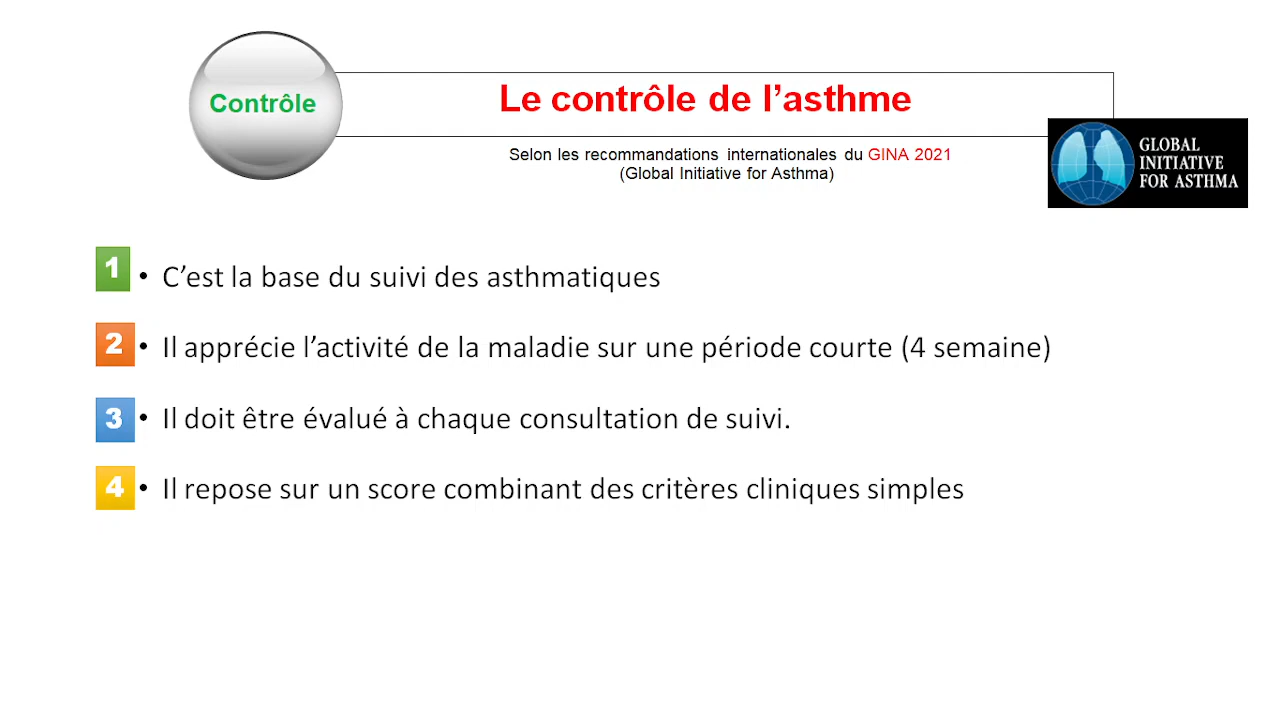 Contrôle
Le contrôle de l’asthme
Selon les recommandations internationales du GINA 2021
(Global Initiative for Asthma)
GLOBAL
INITIATIVE
FOR ASTHMA
1 • C’est la base du suivi des asthmatiques
2 • Il apprécie l’activité de la maladie sur une période courte (4 semaine)
3 • Il doit être évalué à chaque consultation de suivi.
4 • Il repose sur un score combinant des critères cliniques simples